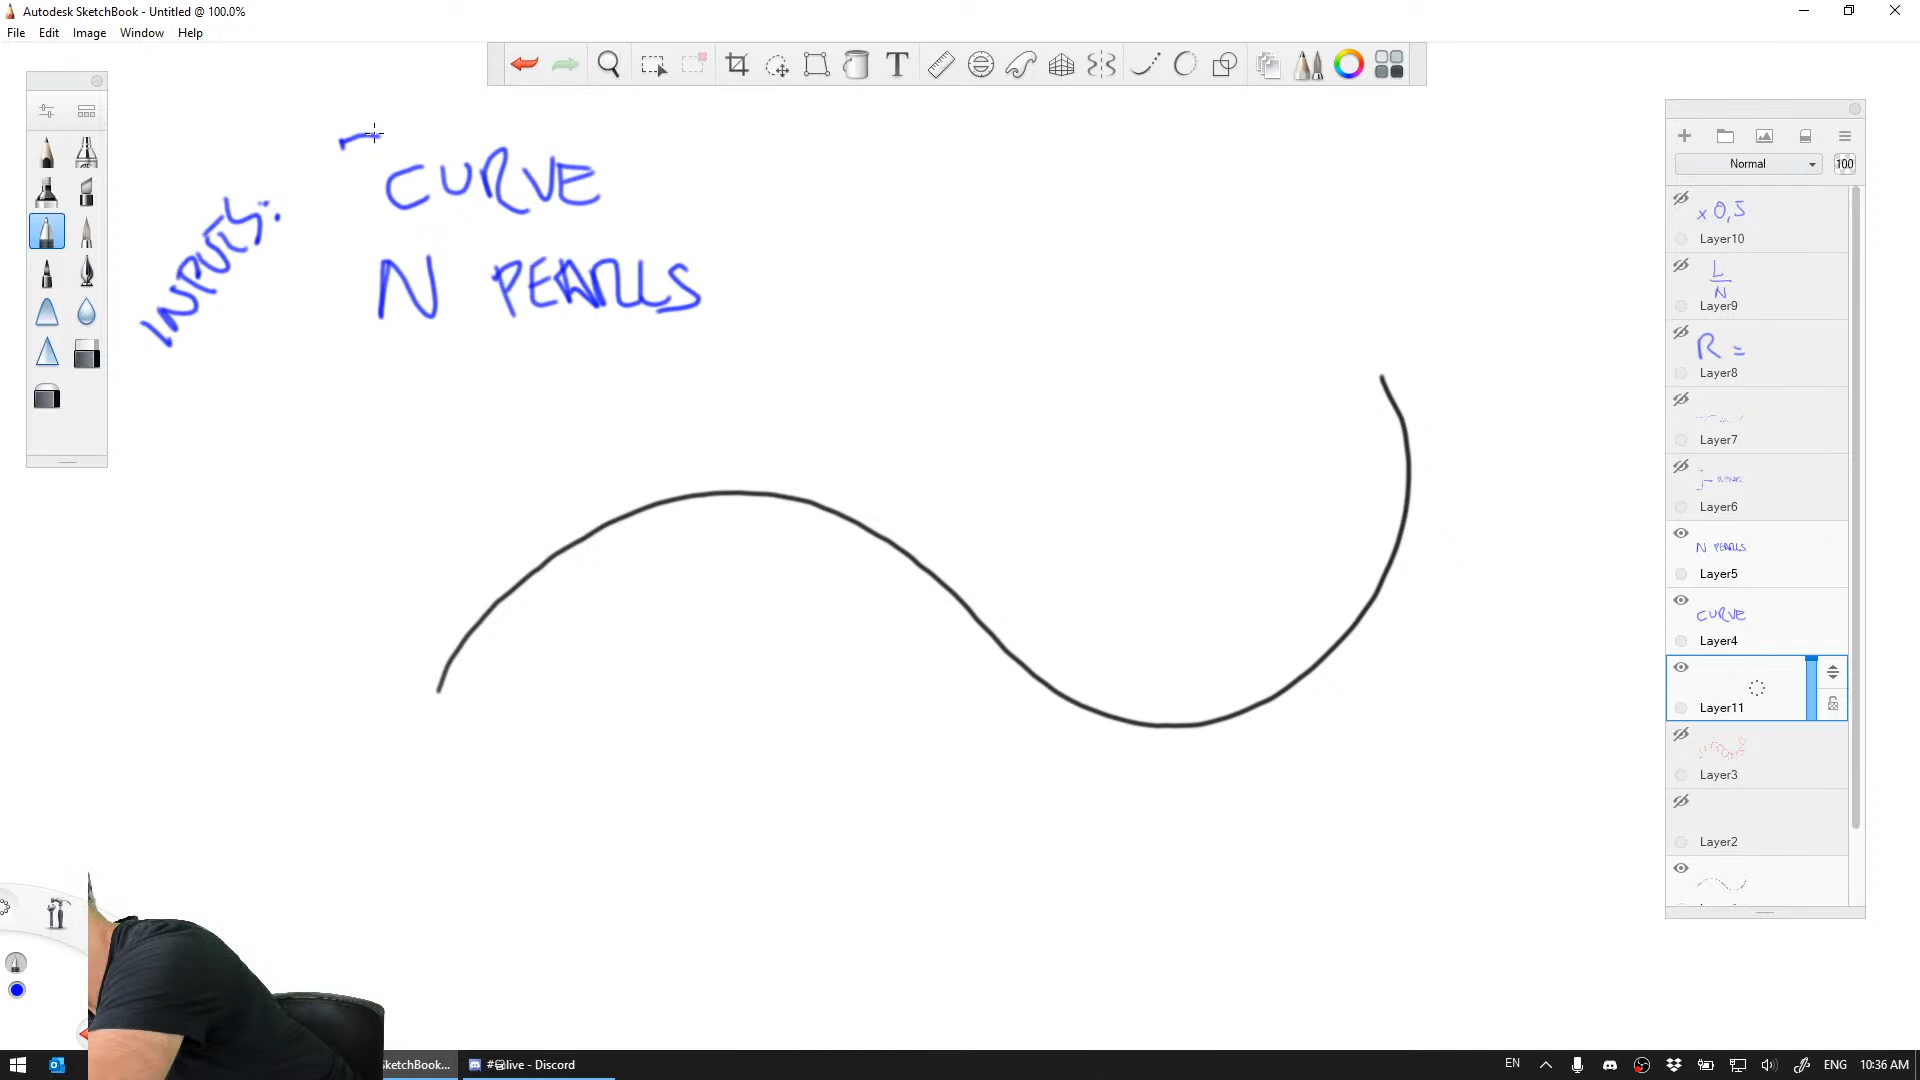 Autodesk SketchBook - Untitled @ 100.0%
File Edit Image Window Help
T
CURVE
INPUTS:
N PEARLS
Normal 100
x 0,5
Layer10
L
N
Layer9
R =
Layer8
Layer7
Layer6
N PEARLS
Layer5
CURVE
Layer4
Layer11
Layer3
Layer2
SketchBook... #live - Discord EN ENG 10:36 AM